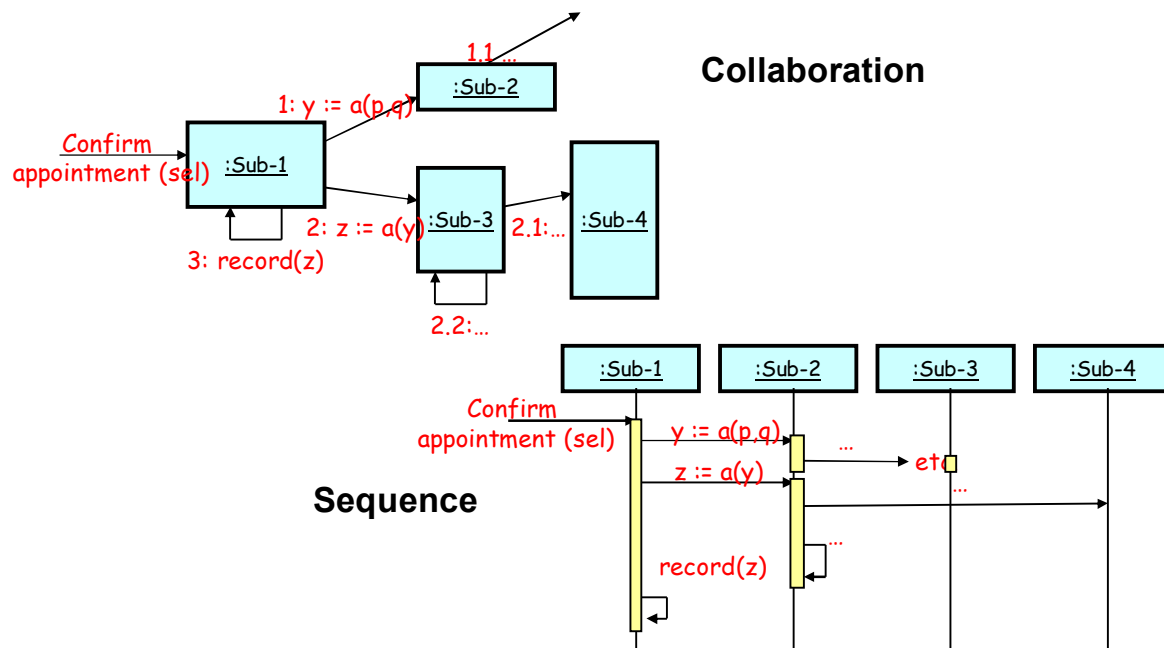 1.1 ...
Collaboration
:Sub-2
1: y := a(p,q)
Confirm
appointment (sel)
:Sub-1
:Sub-3
:Sub-4
2: z := a(y)
2.1:...
3: record(z)
2.2:...
:Sub-1
:Sub-2
:Sub-3
:Sub-4
Confirm
appointment (sel)
y := a(p,q)
...
etc
z := a(y)
...
Sequence
...
record(z)